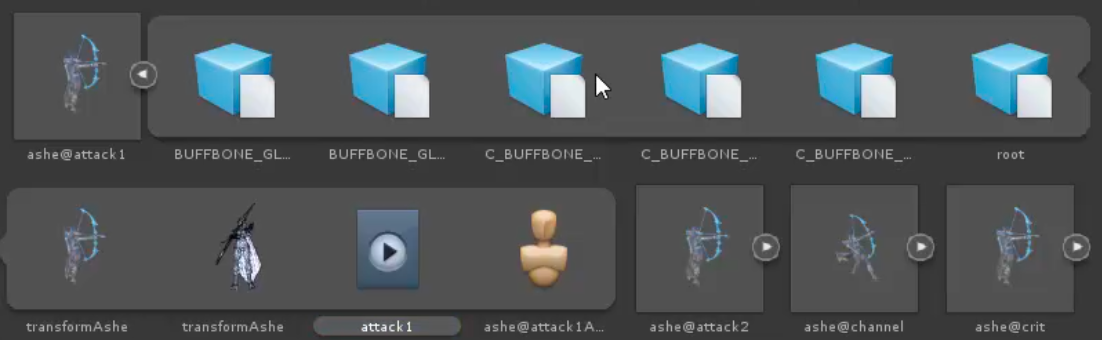 ashe@attack1 BUFFBONE_GL... BUFFBONE_GL... C_BUFFBONE_... C_BUFFBONE_... C_BUFFBONE_... root
transformAshe transformAshe attack1 ashe@attack1A... ashe@attack2 ashe@channel ashe@crit